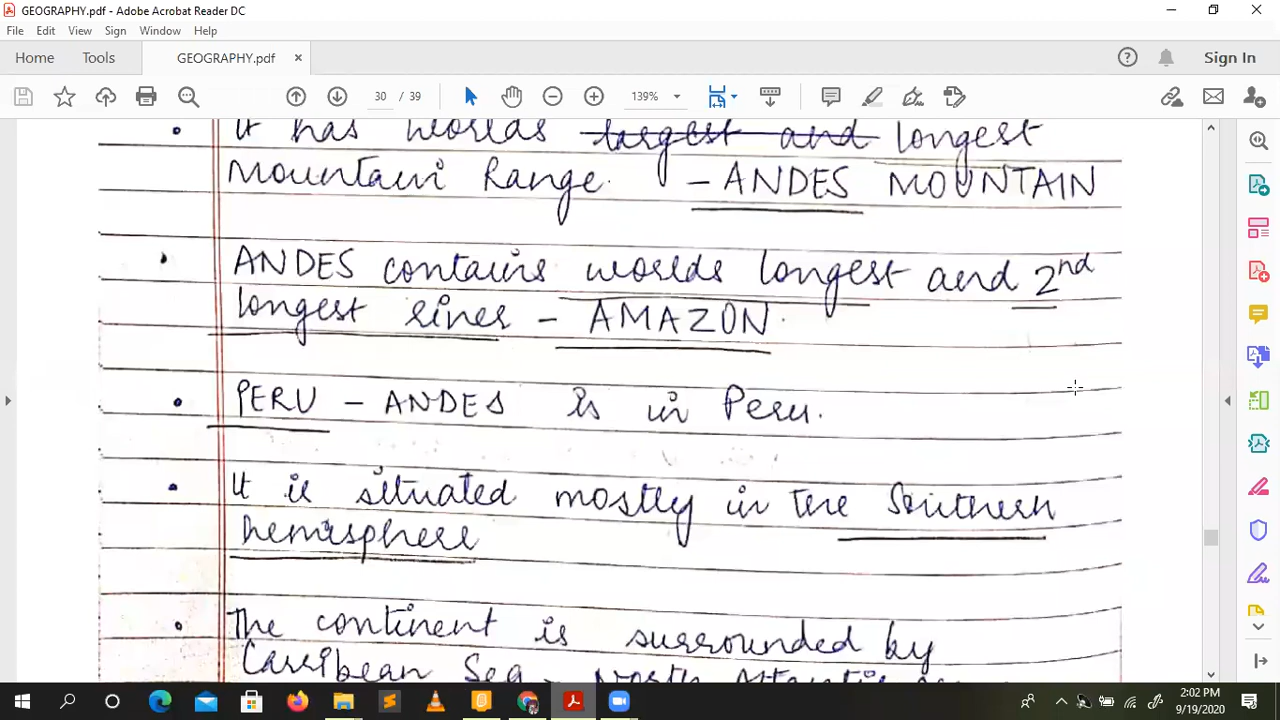 GEOGRAPHY.pdf - Adobe Acrobat Reader DC
File Edit View Sign Window Help
Home Tools GEOGRAPHY.pdf × Sign In
30 / 39 139%
It has worlds largest and longest
Mountain Range. - ANDES MOUNTAIN
ANDES contains worlds longest and 2nd
longest river - AMAZON.
PERU - ANDES is in Peru.
It is situated mostly in the Southern
hemisphere
The continent is surrounded by
Carribean Sea, North Atlantic
2:02 PM
9/19/2020